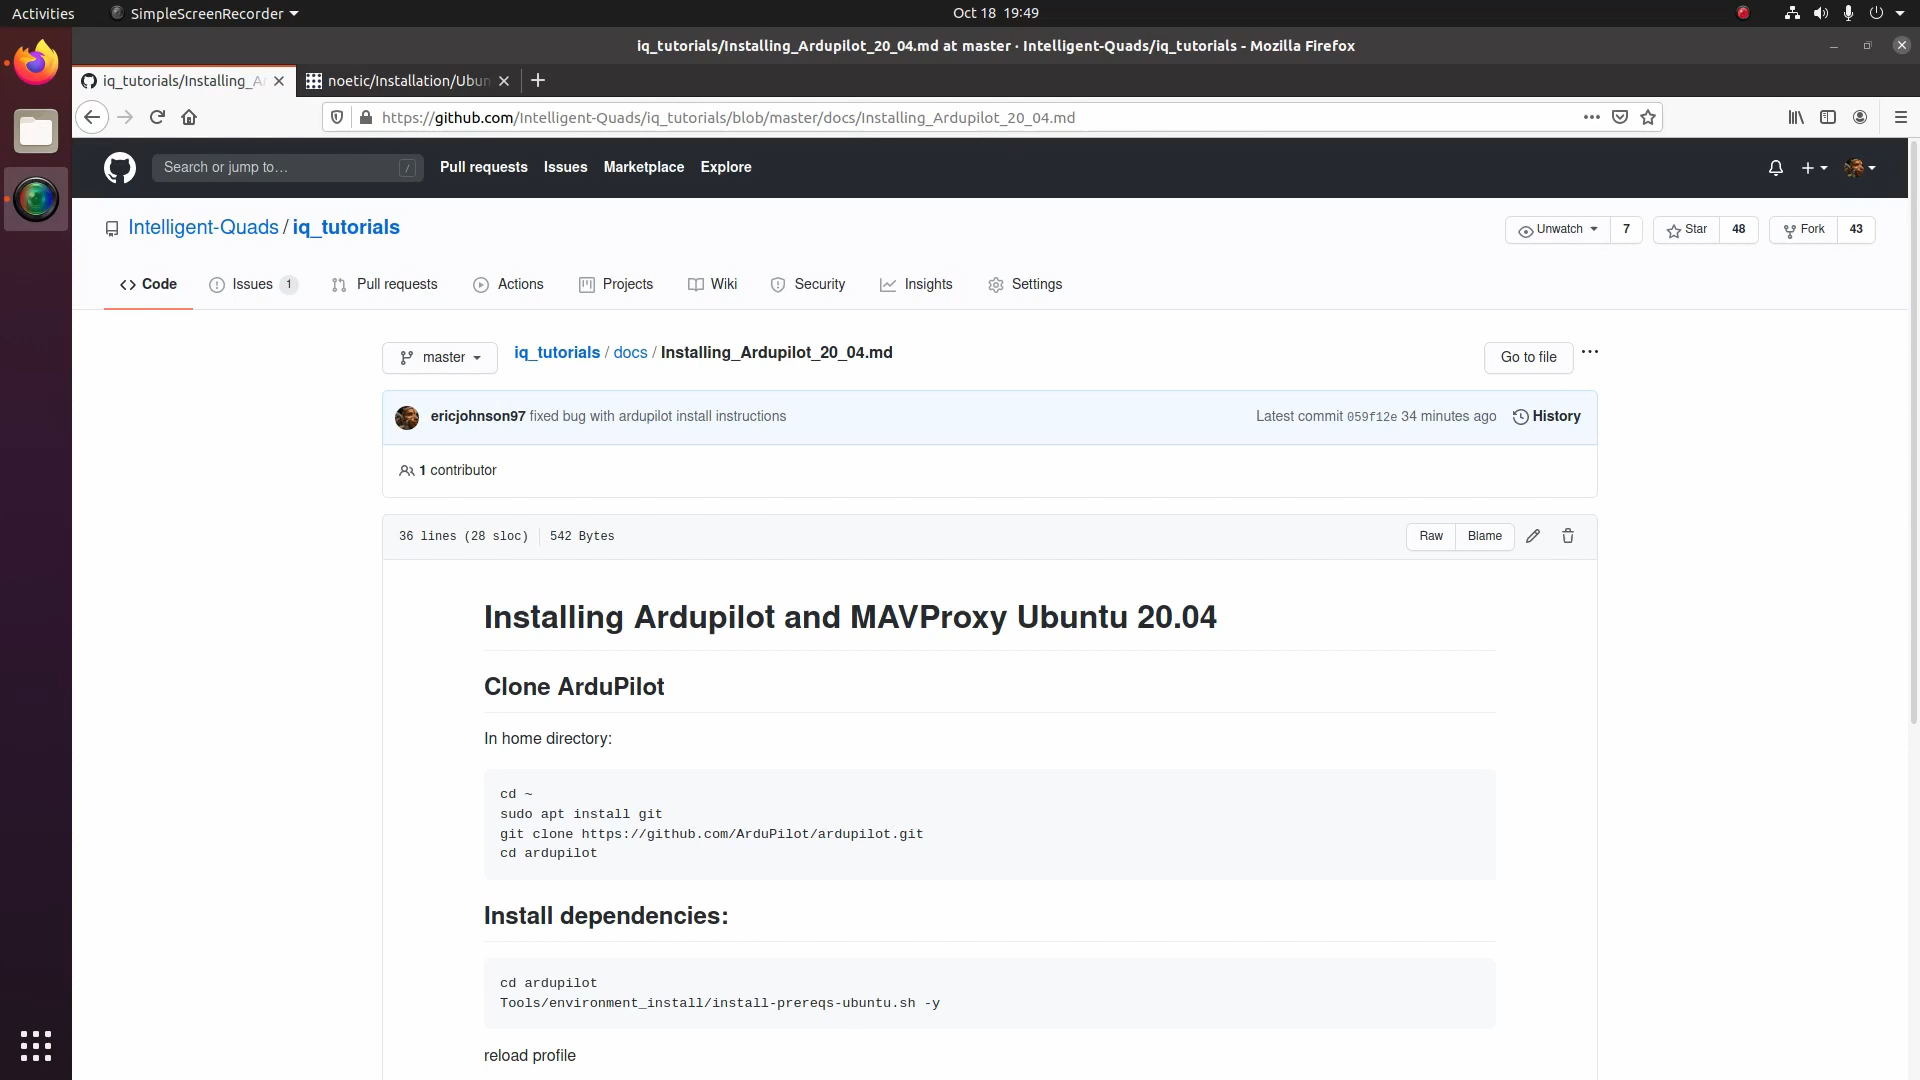 Activities SimpleScreenRecorder Oct 18 19:49
iq_tutorials/Installing_Ardupilot_20_04.md at master · Intelligent-Quads/iq_tutorials - Mozilla Firefox
iq_tutorials/Installing_A noetic/Installation/Ubun
https://github.com/Intelligent-Quads/iq_tutorials/blob/master/docs/Installing_Ardupilot_20_04.md
Search or jump to… / Pull requests Issues Marketplace Explore
Intelligent-Quads / iq_tutorials Unwatch 7 Star 48 Fork 43
Code Issues 1 Pull requests Actions Projects Wiki Security Insights Settings
master iq_tutorials / docs / Installing_Ardupilot_20_04.md Go to file
ericjohnson97 fixed bug with ardupilot install instructions Latest commit 059f12e 34 minutes ago History
1 contributor
36 lines (28 sloc) 542 Bytes Raw Blame
Installing Ardupilot and MAVProxy Ubuntu 20.04
Clone ArduPilot
In home directory:
cd ~
sudo apt install git
git clone https://github.com/ArduPilot/ardupilot.git
cd ardupilot
Install dependencies:
cd ardupilot
Tools/environment_install/install-prereqs-ubuntu.sh -y
reload profile